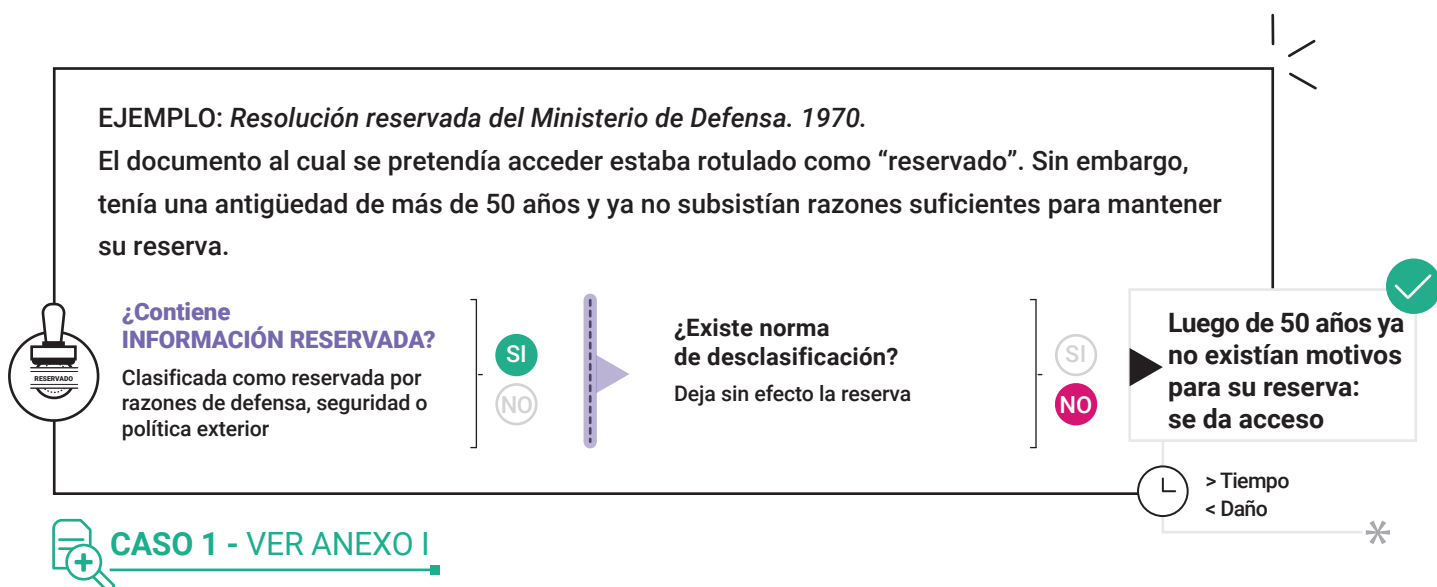 EJEMPLO: Resolución reservada del Ministerio de Defensa. 1970.
El documento al cual se pretendía acceder estaba rotulado como “reservado”. Sin embargo,
tenía una antigüedad de más de 50 años y ya no subsistían razones suficientes para mantener
su reserva.
RESERVADO
¿Contiene
INFORMACIÓN RESERVADA?
Clasificada como reservada por
razones de defensa, seguridad o
política exterior
SI
NO
¿Existe norma
de desclasificación?
Deja sin efecto la reserva
SI
NO
Luego de 50 años ya
no existían motivos
para su reserva:
se da acceso
> Tiempo
< Daño
*
CASO 1 - VER ANEXO I